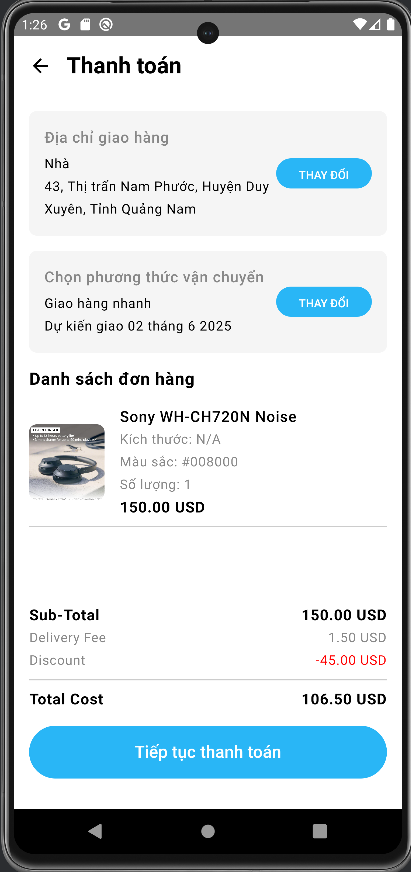 1:26
Thanh toán
Địa chỉ giao hàng
Nhà
43, Thị trấn Nam Phước, Huyện Duy
Xuyên, Tỉnh Quảng Nam
THAY ĐỔI
Chọn phương thức vận chuyển
Giao hàng nhanh
Dự kiến giao 02 tháng 6 2025
THAY ĐỔI
Danh sách đơn hàng
Sony WH-CH720N Noise
Kích thước: N/A
Màu sắc: #008000
Số lượng: 1
150.00 USD
Sub-Total 150.00 USD
Delivery Fee 1.50 USD
Discount -45.00 USD
Total Cost 106.50 USD
Tiếp tục thanh toán